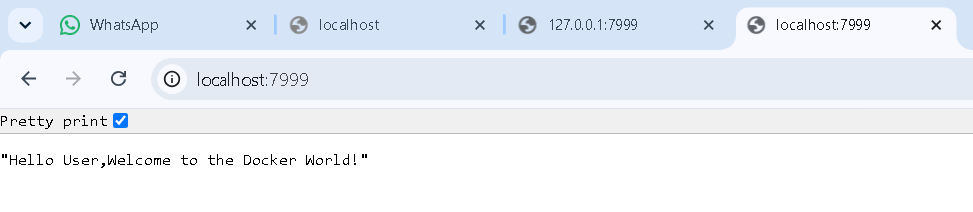 WhatsApp
localhost
127.0.0.1:7999
localhost:7999
localhost:7999
Pretty print
"Hello User,Welcome to the Docker World!"